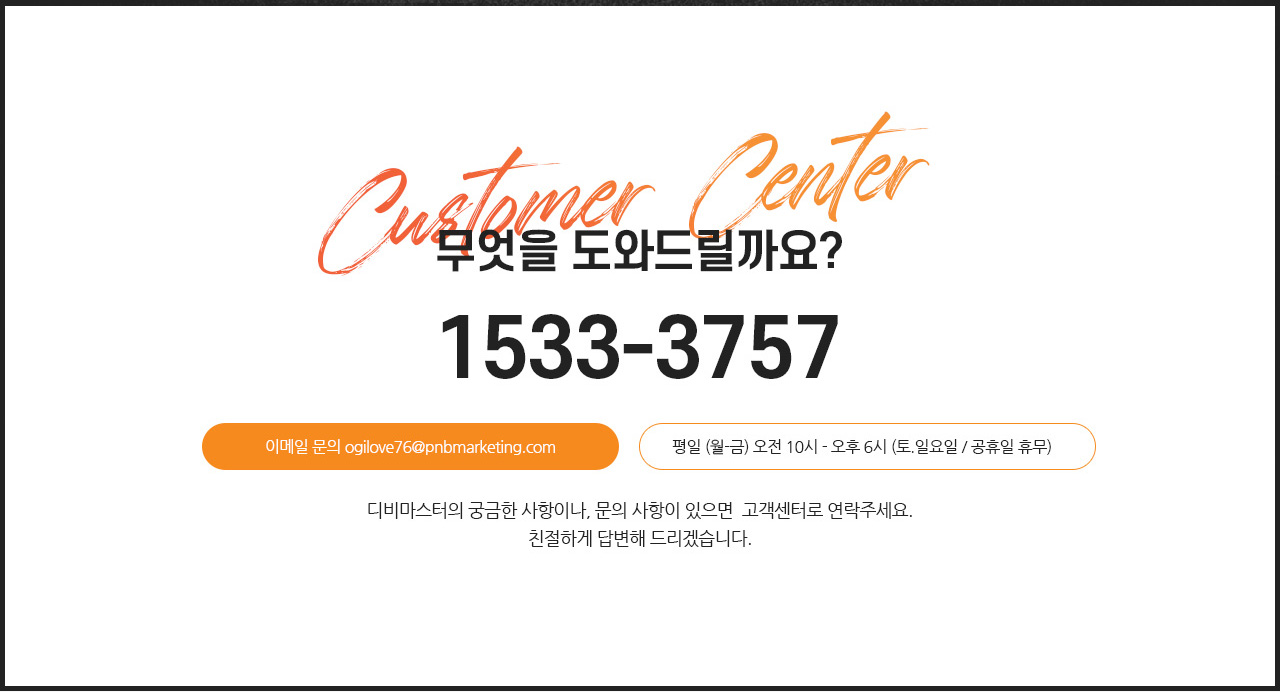 Customer Center
무엇을 도와드릴까요?
1533-3757
이메일 문의 ogilove76@pnbmarketing.com
평일 (월-금) 오전 10시 - 오후 6시 (토.일요일 / 공휴일 휴무)
디비마스터의 궁금한 사항이나, 문의 사항이 있으면 고객센터로 연락주세요.
친절하게 답변해 드리겠습니다.